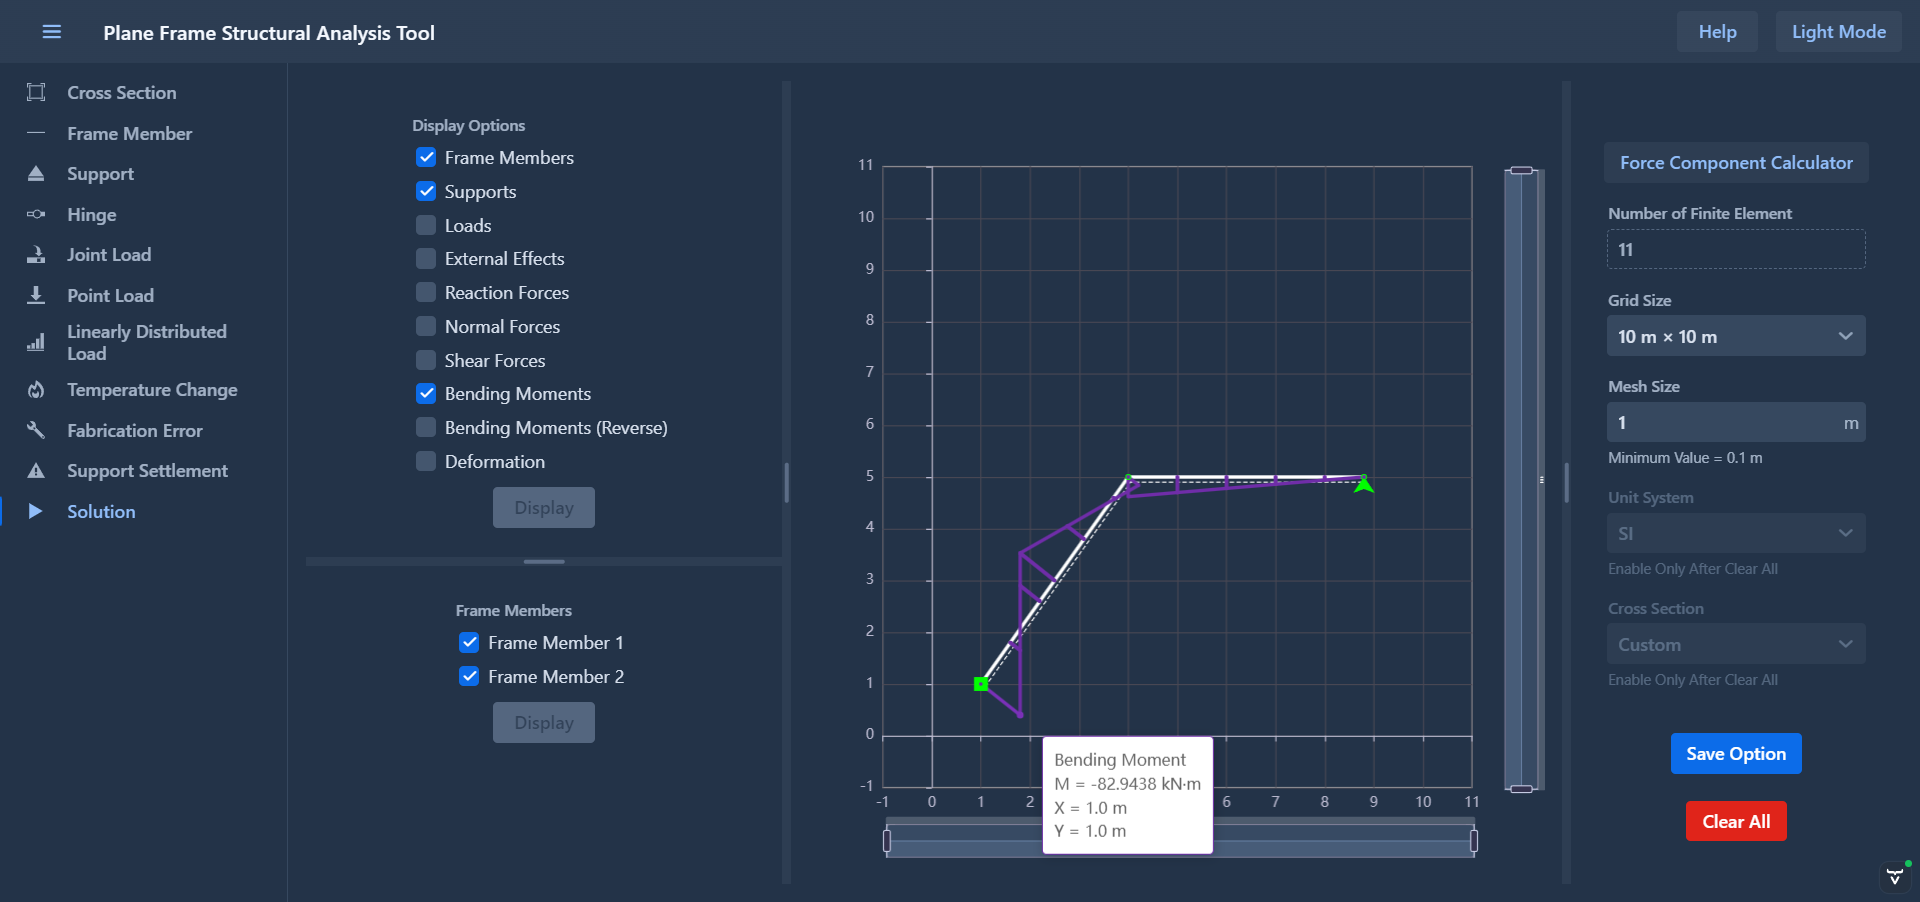 Plane Frame Structural Analysis Tool
Help
Light Mode
Cross Section
Frame Member
Support
Hinge
Joint Load
Point Load
Linearly Distributed
Load
Temperature Change
Fabrication Error
Support Settlement
Solution
Display Options
Frame Members
Supports
Loads
External Effects
Reaction Forces
Normal Forces
Shear Forces
Bending Moments
Bending Moments (Reverse)
Deformation
Display
Frame Members
Frame Member 1
Frame Member 2
Display
11
10
9
8
7
6
5
4
3
2
1
0
-1
-1 0 1 2 6 7 8 9 10 11
Bending Moment
M = -82.9438 kN·m
X = 1.0 m
Y = 1.0 m
Force Component Calculator
Number of Finite Element
11
Grid Size
10 m × 10 m
Mesh Size
1 m
Minimum Value = 0.1 m
Unit System
SI
Enable Only After Clear All
Cross Section
Custom
Enable Only After Clear All
Save Option
Clear All